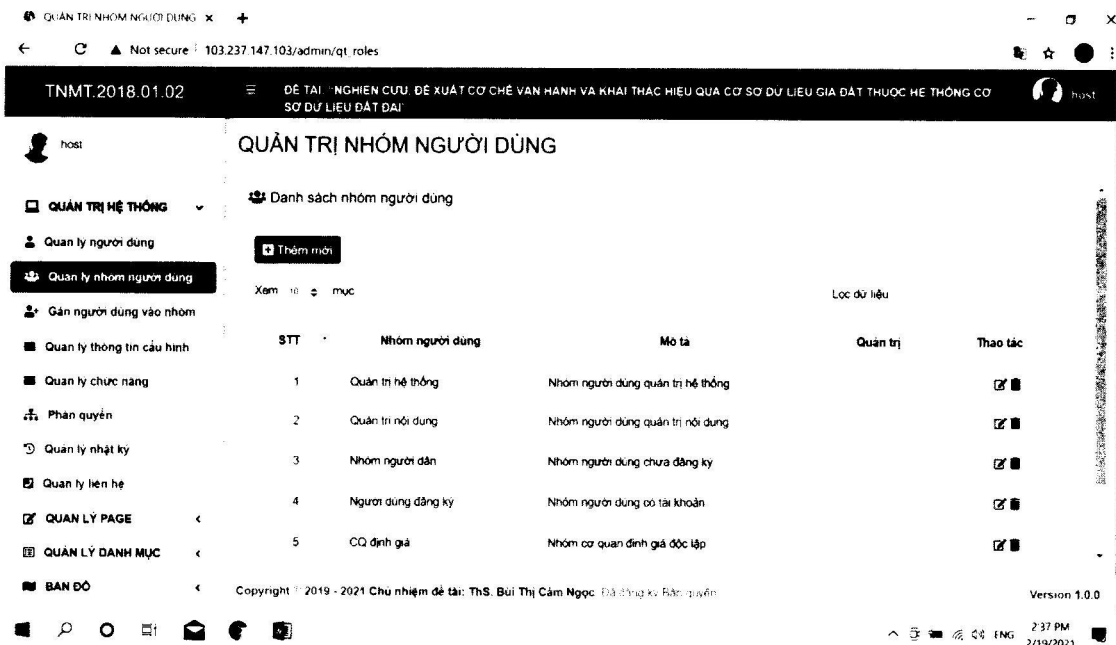 QUẢN TRỊ NHÓM NGƯỜI DÙNG
Not secure 103.237.147.103/admin/qt_roles
TNMT.2018.01.02
ĐỀ TÀI: "NGHIÊN CỨU, ĐỀ XUẤT CƠ CHẾ VẬN HÀNH VÀ KHAI THÁC HIỆU QUẢ CƠ SỞ DỮ LIỆU GIÁ ĐẤT THUỘC HỆ THỐNG CƠ
SỞ DỮ LIỆU ĐẤT ĐAI"
host
host
QUẢN TRỊ NHÓM NGƯỜI DÙNG
Danh sách nhóm người dùng
QUẢN TRỊ HỆ THỐNG
Quản lý người dùng
Thêm mới
Quản lý nhóm người dùng
Xem 10 mục
Lọc dữ liệu
Gán người dùng vào nhóm
STT Nhóm người dùng Mô tả Quản trị Thao tác
Quản lý thông tin cấu hình
1 Quản trị hệ thống Nhóm người dùng quản trị hệ thống
Quản lý chức năng
2 Quản trị nội dung Nhóm người dùng quản trị nội dung
Phân quyền
3 Nhóm người dân Nhóm người dùng chưa đăng ký
Quản lý nhật ký
Quản lý liên hệ
4 Người dùng đăng ký Nhóm người dùng có tài khoản
QUẢN LÝ PAGE
5 CQ định giá Nhóm cơ quan định giá độc lập
QUẢN LÝ DANH MỤC
BẢN ĐỒ
Copyright © 2019 - 2021 Chủ nhiệm đề tài: ThS. Bùi Thị Cẩm Ngọc. Đã đăng ký Bản quyền
Version 1.0.0
ENG
2:37 PM
2/19/2021